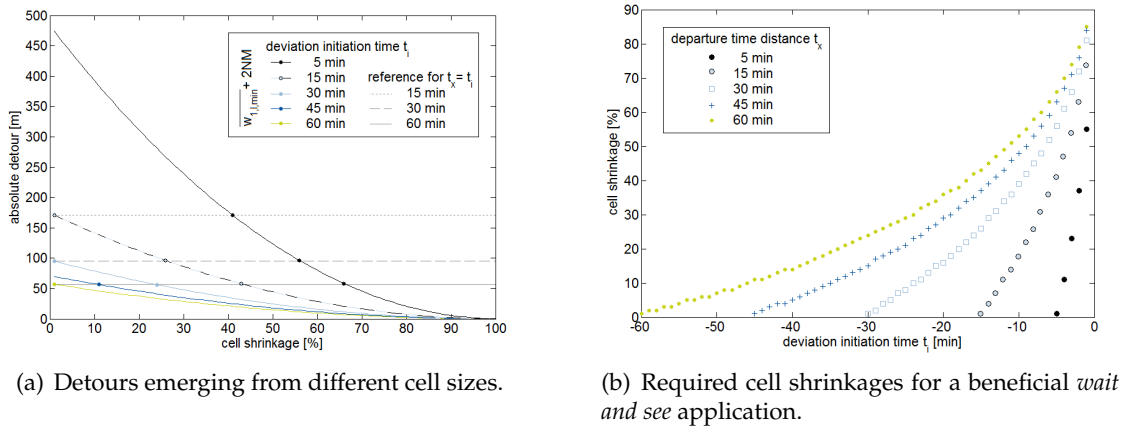 500
450
400
350
300
250
200
150
100
50
0
absolute detour [m]
w1,l,min + 2NM
deviation initiation time ti
5 min
15 min
30 min
45 min
60 min
reference for tx= ti
15 min
30 min
60 min
0 10 20 30 40 50 60 70 80 90 100
cell shrinkage [%]
(a) Detours emerging from different cell sizes.
90
80
70
60
50
40
30
20
10
0
cell shrinkage [%]
departure time distance tx
5 min
15 min
30 min
45 min
60 min
-60 -50 -40 -30 -20 -10 0
deviation initiation time ti [min]
(b) Required cell shrinkages for a beneficial wait
and see application.